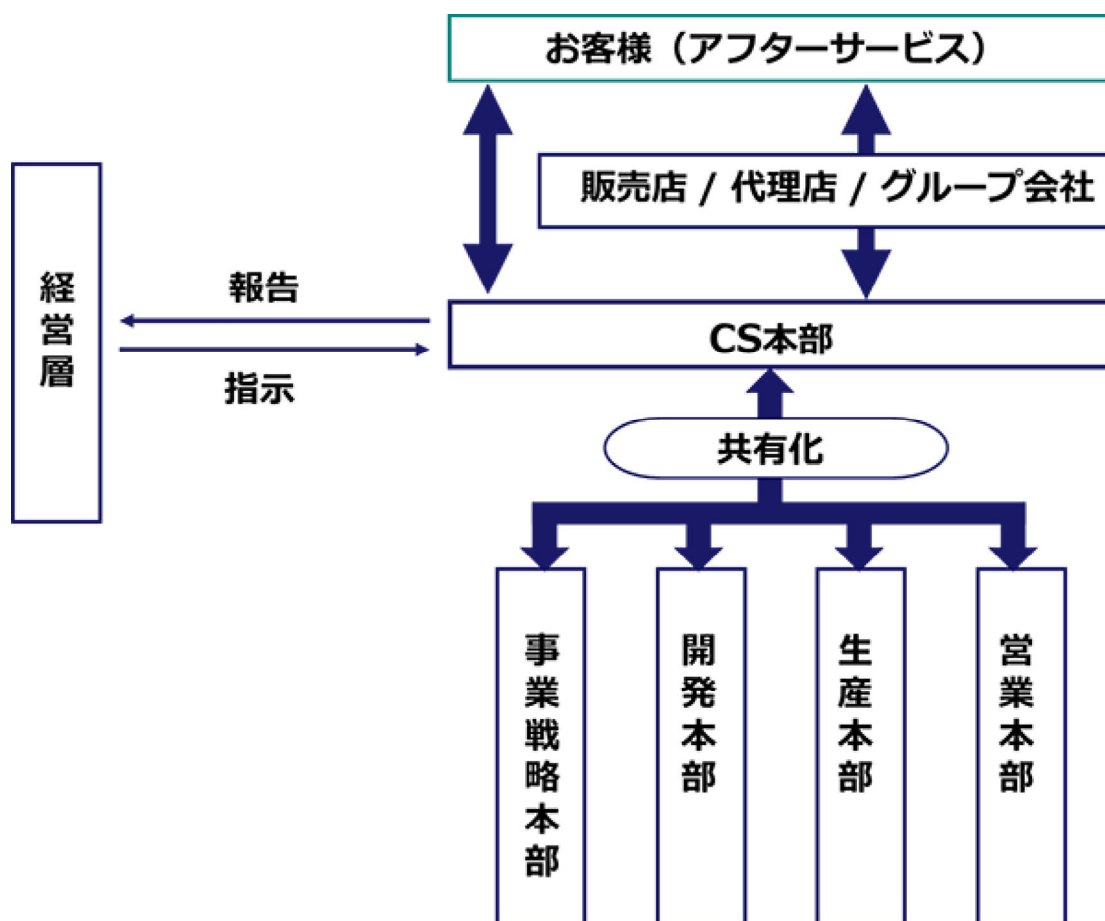 お客様（アフターサービス）
販売店 / 代理店 / グループ会社
経営層
報告
指示
CS本部
共有化
事業戦略本部
開発本部
生産本部
営業本部